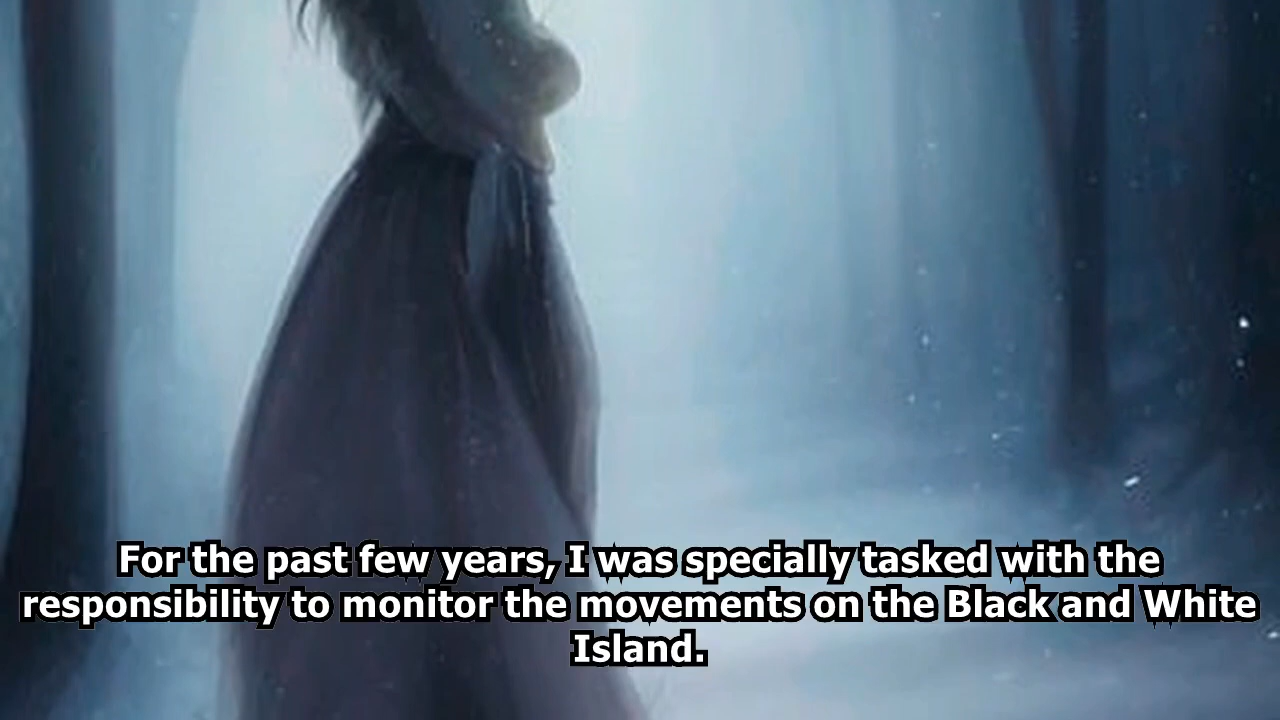 For the past few years, I was specially tasked with the
responsibility to monitor the movements on the Black and White
Island.